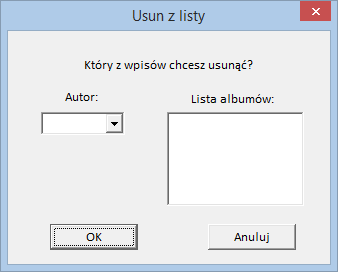 Usun z listy
Który z wpisów chcesz usunąć?
Autor:
Lista albumów:
OK
Anuluj